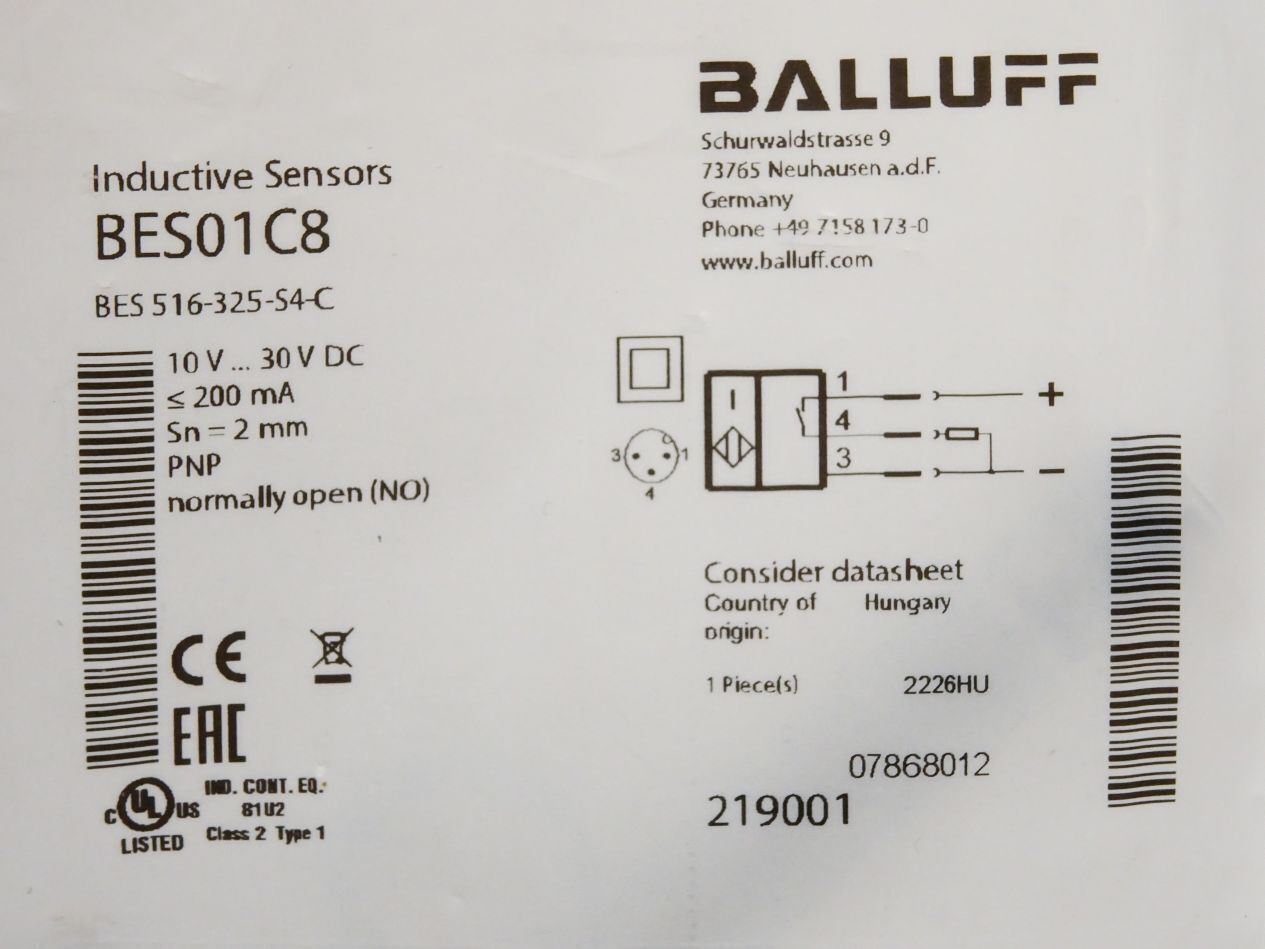 BALLUFF
Schurwaldstrasse 9
73765 Neuhausen a.d.F.
Germany
Phone +49 7158 173-0
www.balluff.com
Inductive Sensors
BES01C8
BES 516-325-S4-C
10 V ... 30 V DC
≤ 200 mA
Sn = 2 mm
PNP
normally open (NO)
1 +
4
3 1
3 −
4
Consider datasheet
Country of Hungary
origin:
1 Piece(s) 2226HU
07868012
219001
CE
EAC
c UL US
LISTED
IND. CONT. EQ.
81U2
Class 2 Type 1